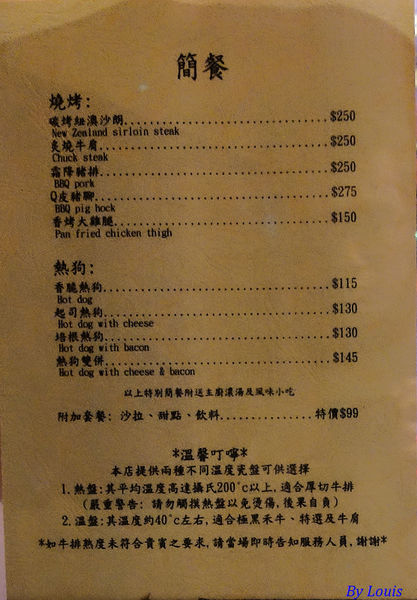 簡餐
燒烤:
碳烤紐澳沙朗..............................$250
New Zealand sirloin steak
炙燒牛肩..................................$250
Chuck steak
霜降豬排..................................$250
BBQ pork
Q皮豬腳..................................$275
BBQ pig hock
香烤大雞腿................................$150
Pan fried chicken thigh
熱狗:
香脆熱狗..................................$115
Hot dog
起司熱狗..................................$130
Hot dog with cheese
培根熱狗..................................$130
Hot dog with bacon
熱狗雙併..................................$145
Hot dog with cheese & bacon
以上特別簡餐附送主廚濃湯及風味小吃
附加套餐: 沙拉、甜點、飲料...............特價$99
*溫馨叮嚀*
本店提供兩種不同溫度瓷盤可供選擇
1.熱盤:其平均溫度高達攝氏200°c以上,適合厚切牛排
(嚴重警告: 請勿觸摸熱盤以免燙傷,後果自負)
2.溫盤:其溫度約40°c左右,適合極黑禾牛、特選及牛肩
*如牛排熟度未符合貴賓之要求,請當場即時告知服務人員,謝謝*
By Louis